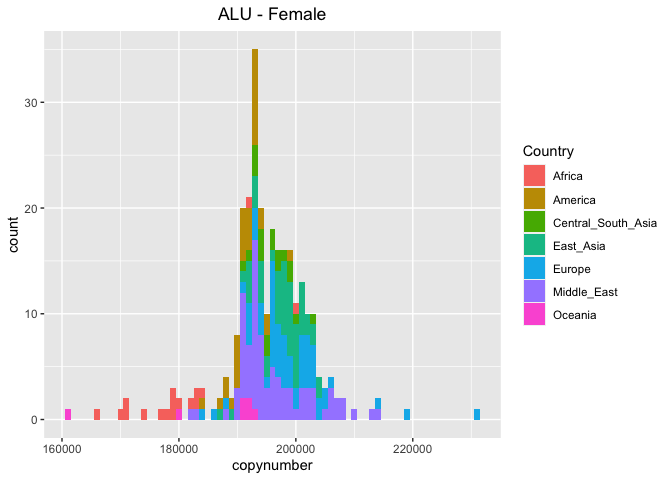 ALU - Female
count
30
20
10
0
160000
180000
200000
220000
copynumber
Country
Africa
America
Central_South_Asia
East_Asia
Europe
Middle_East
Oceania